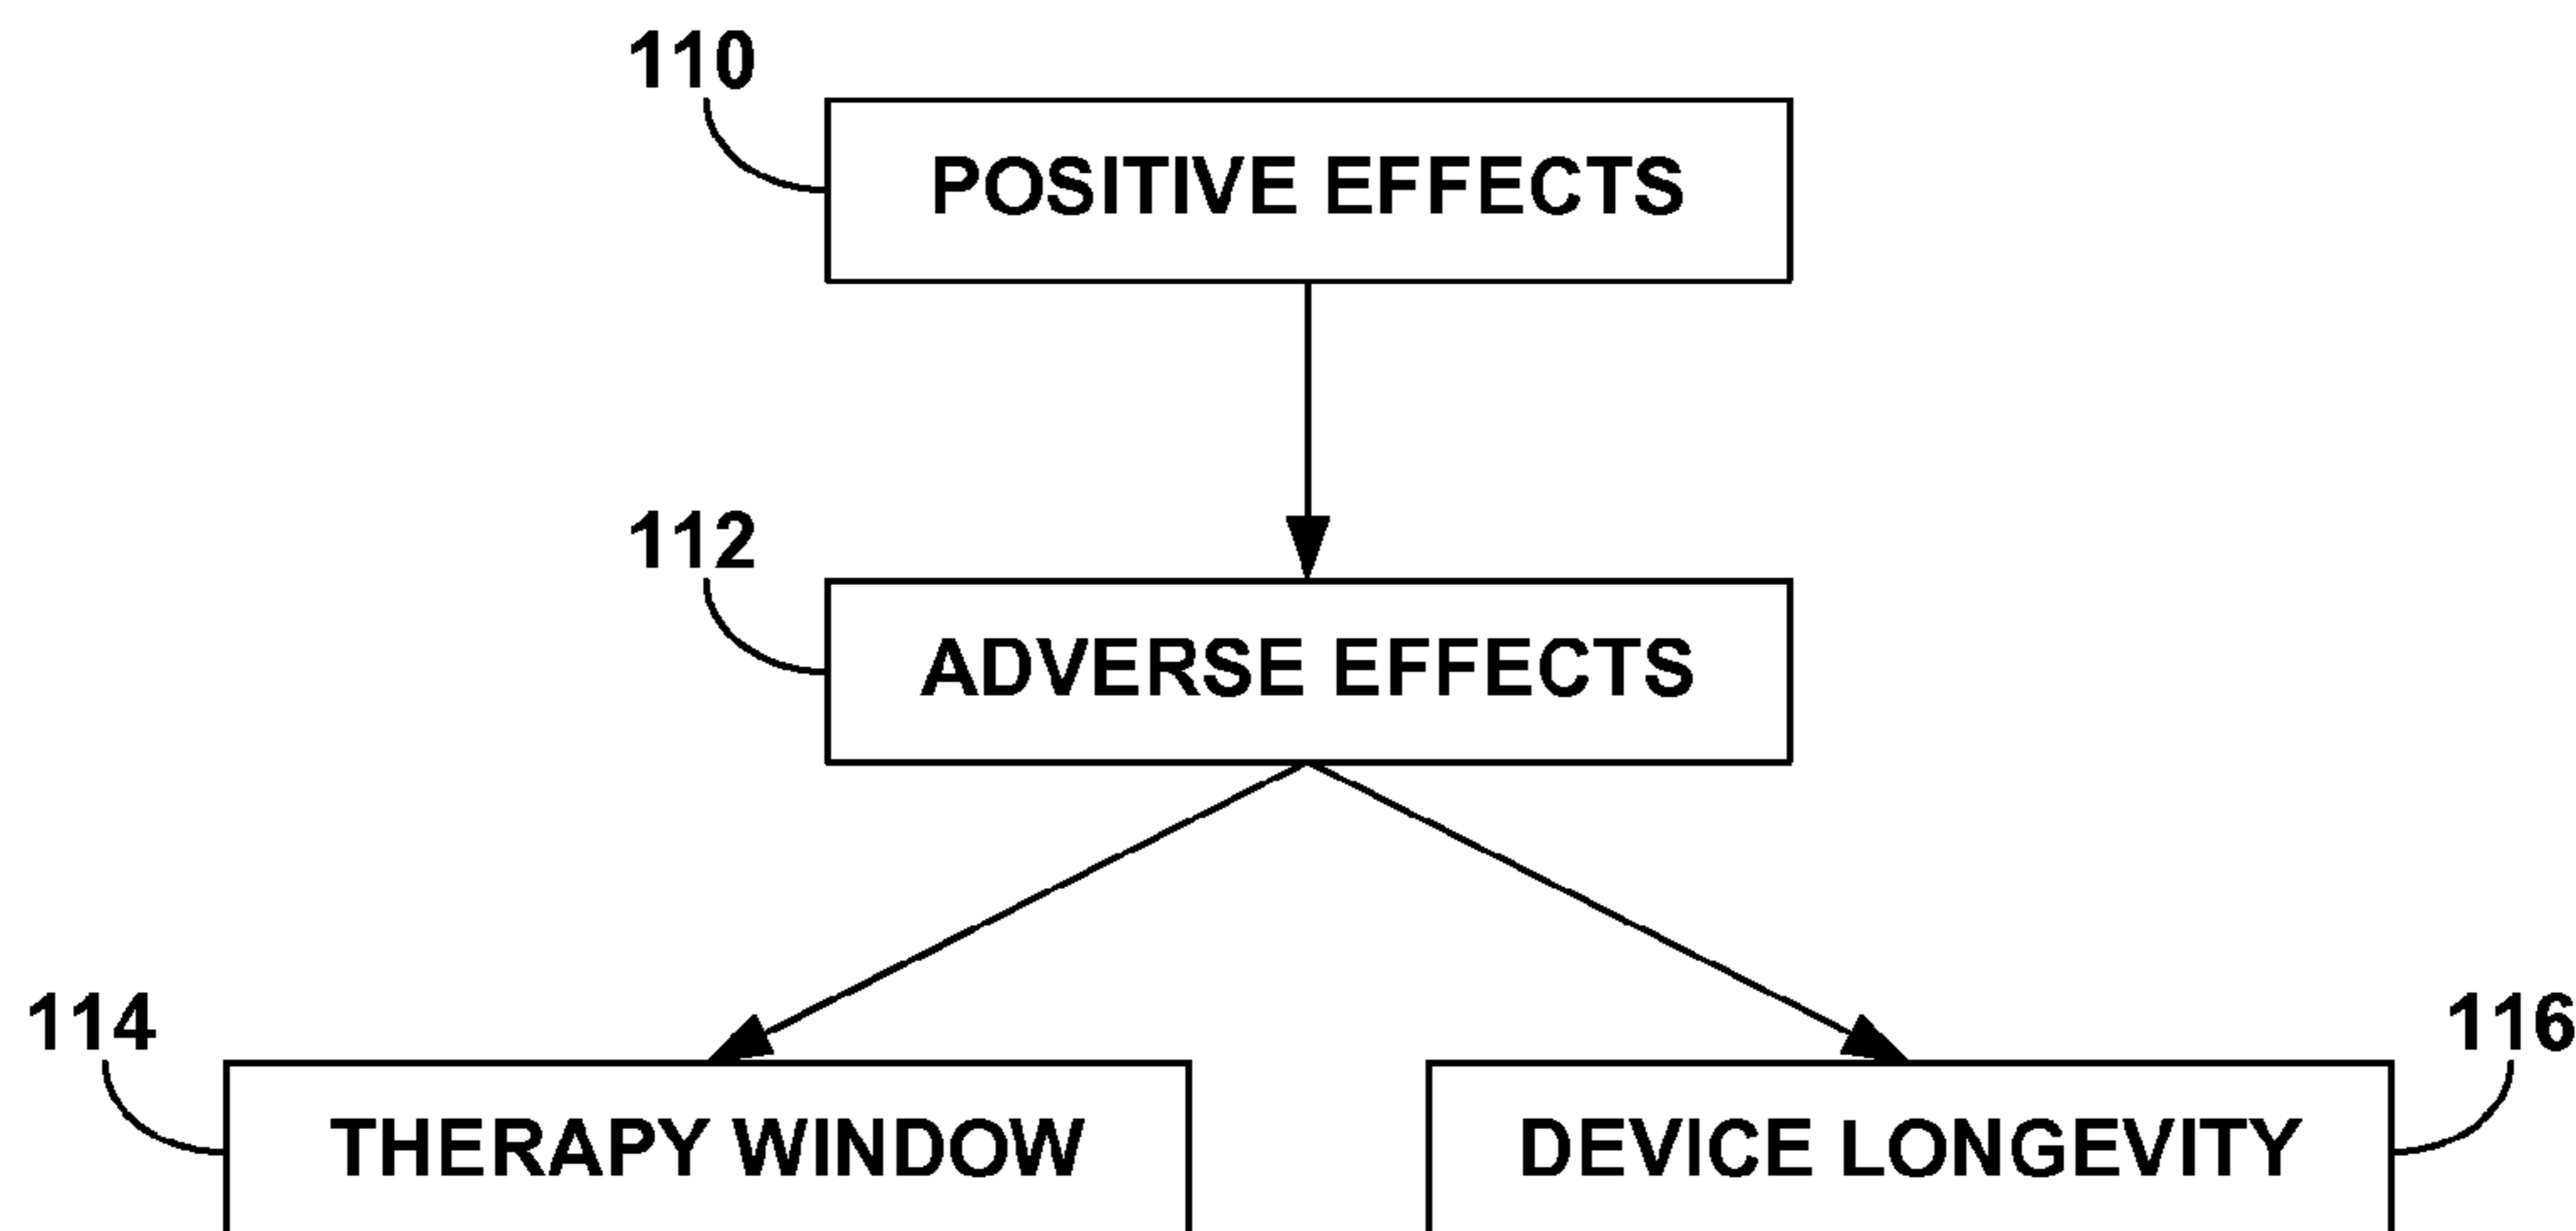 110
POSITIVE EFFECTS
112
ADVERSE EFFECTS
114
116
THERAPY WINDOW
DEVICE LONGEVITY